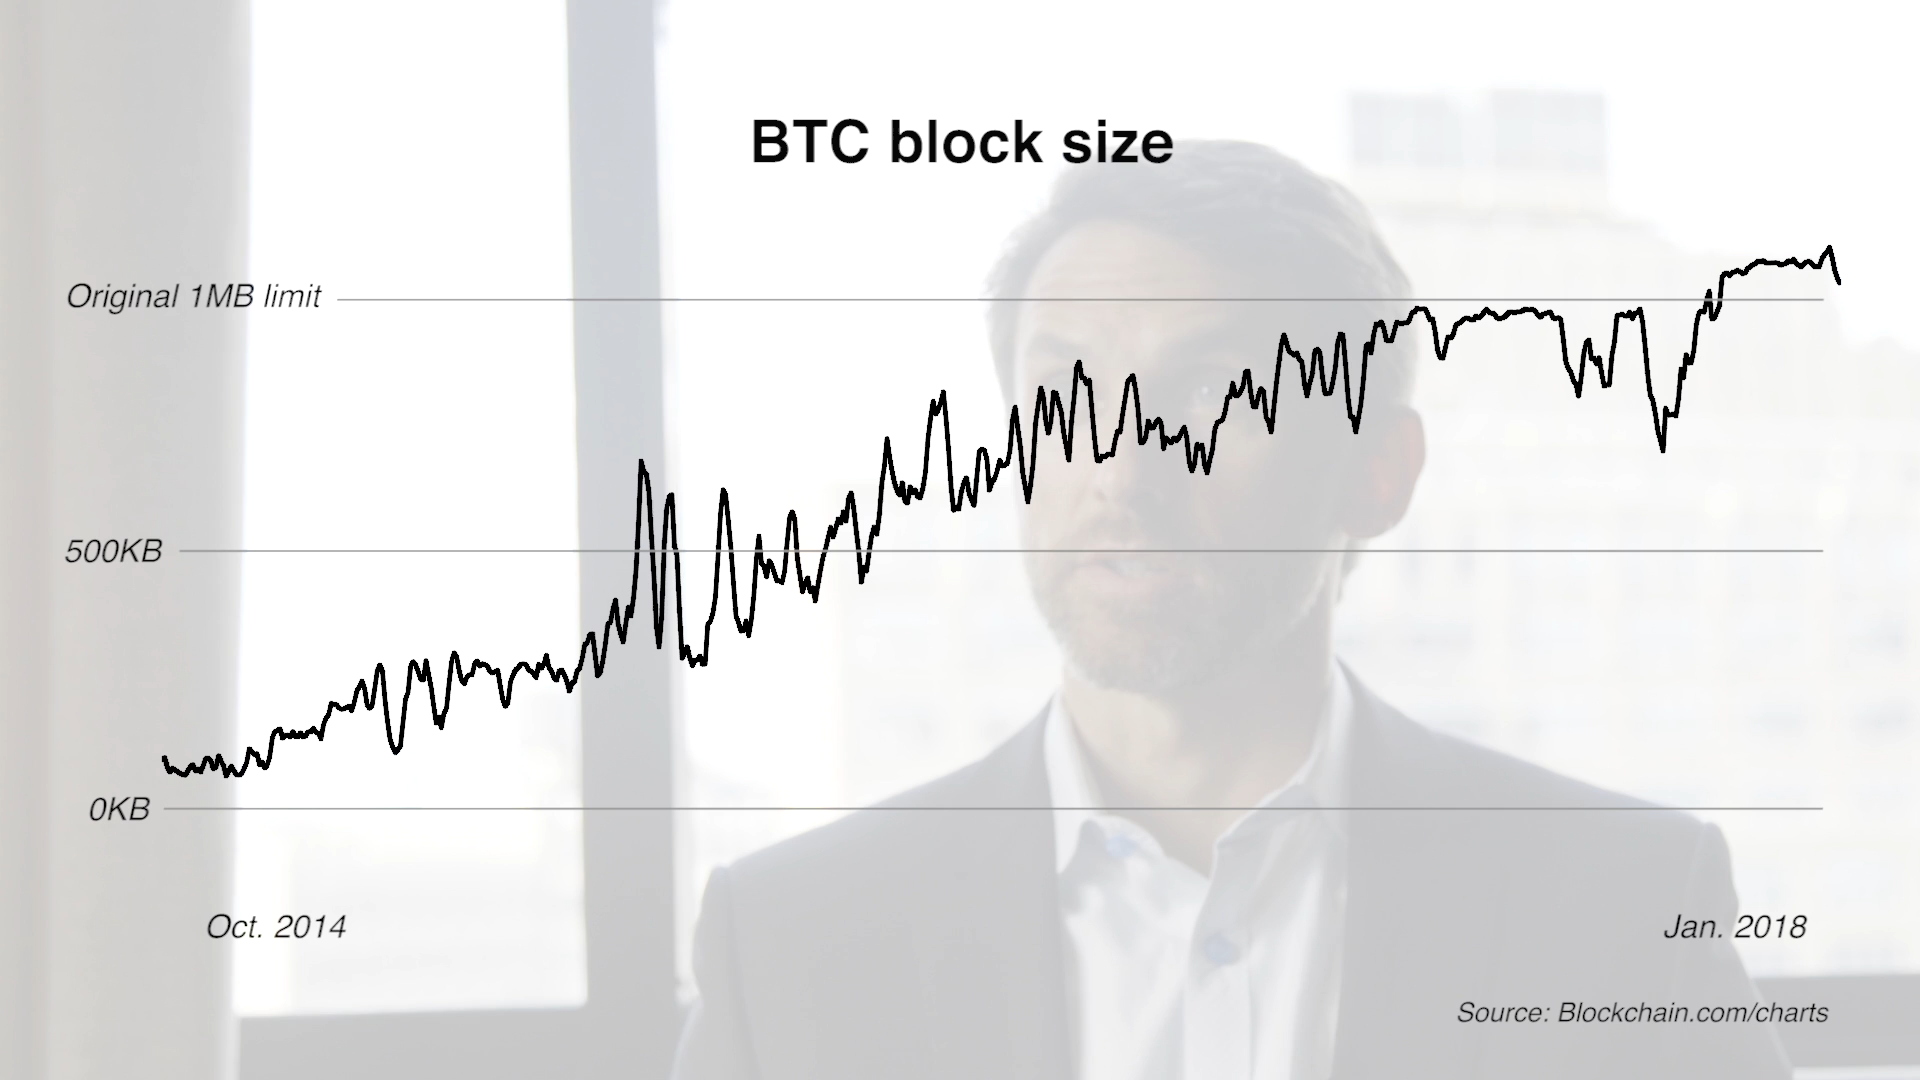 BTC block size
Original 1MB limit
500KB
0KB
Oct. 2014
Jan. 2018
Source: Blockchain.com/charts